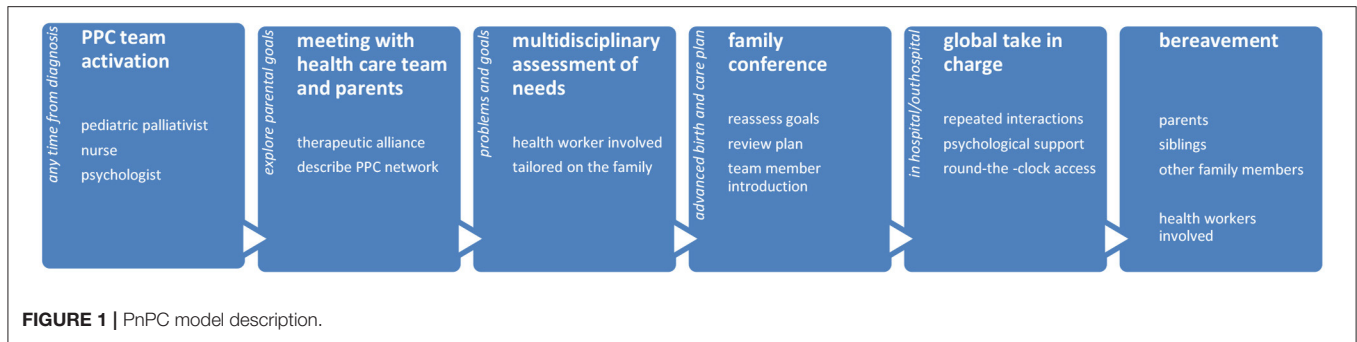 any time from diagnosis
PPC team
activation
pediatric palliativist
nurse
psychologist
explore parental goals
meeting with
health care team
and parents
therapeutic alliance
describe PPC network
problems and goals
multidisciplinary
assessment of
needs
health worker involved
tailored on the family
advanced birth and care plan
family
conference
reassess goals
review plan
team member
introduction
in hospital/outhospital
global take in
charge
repeated interactions
psychological support
round-the -clock access
bereavement
parents
siblings
other family members
health workers
involved
FIGURE 1 | PnPC model description.